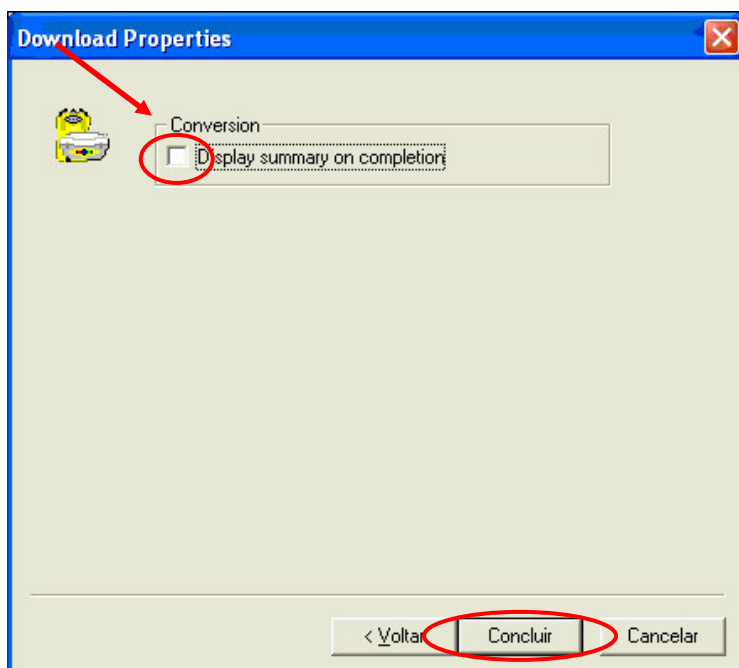 Download Properties
Conversion
Display summary on completion
< Voltar Concluir Cancelar